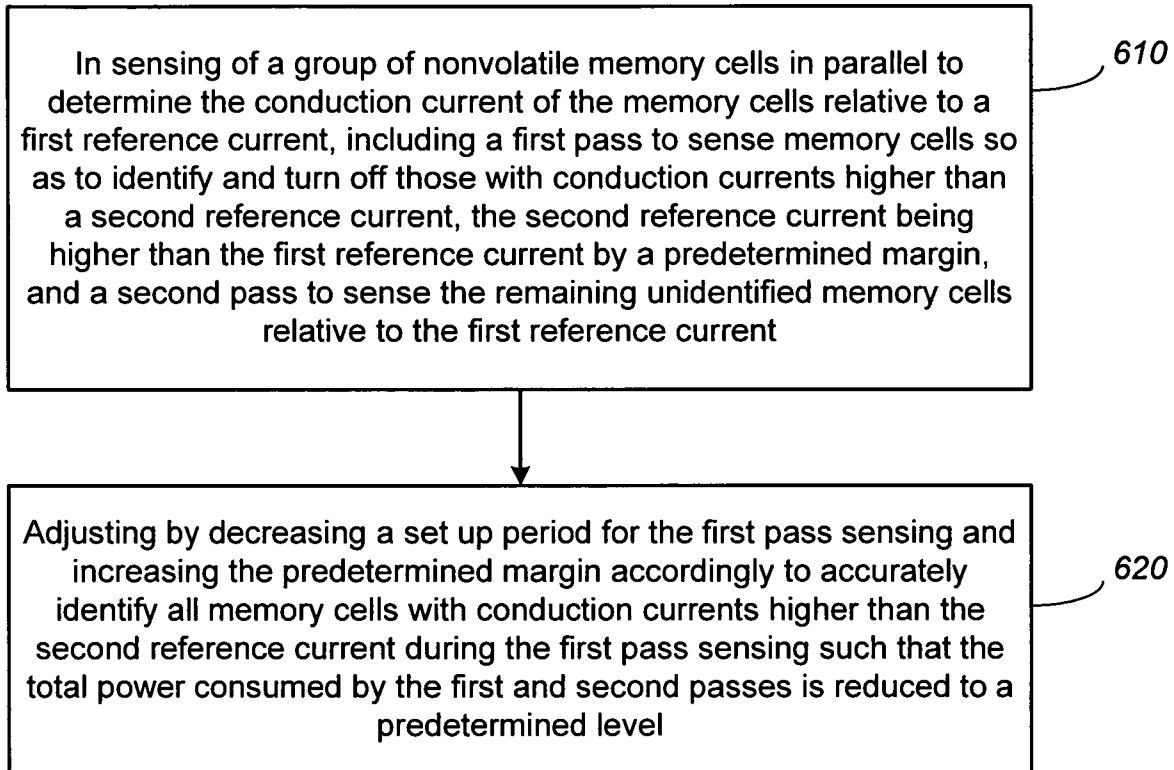 In sensing of a group of nonvolatile memory cells in parallel to
determine the conduction current of the memory cells relative to a
first reference current, including a first pass to sense memory cells so
as to identify and turn off those with conduction currents higher than
a second reference current, the second reference current being
higher than the first reference current by a predetermined margin,
and a second pass to sense the remaining unidentified memory cells
relative to the first reference current
610
Adjusting by decreasing a set up period for the first pass sensing and
increasing the predetermined margin accordingly to accurately
identify all memory cells with conduction currents higher than the
second reference current during the first pass sensing such that the
total power consumed by the first and second passes is reduced to a
predetermined level
620